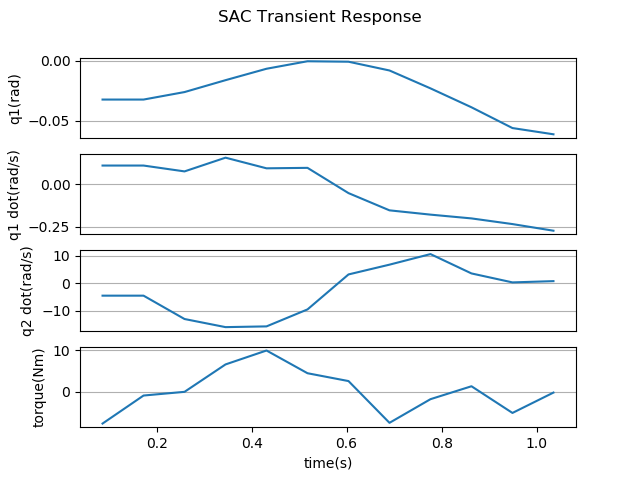 SAC Transient Response
0.00
−0.05
q1(rad)
0.00
−0.25
q1 dot(rad/s)
10
0
−10
q2 dot(rad/s)
10
0
torque(Nm)
0.2 0.4 0.6 0.8 1.0
time(s)